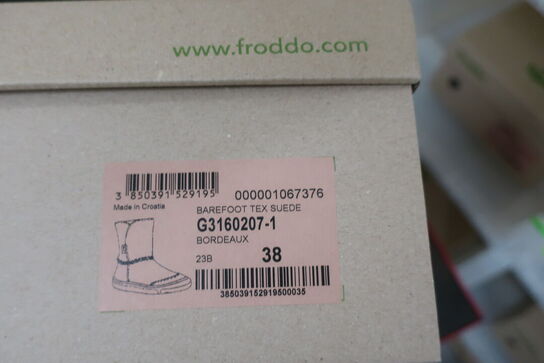 www.froddo.com
3 850391 529195
000001067376
Made in Croatia
BAREFOOT TEX SUEDE
G3160207-1
BORDEAUX
23B 38
385039152919500035